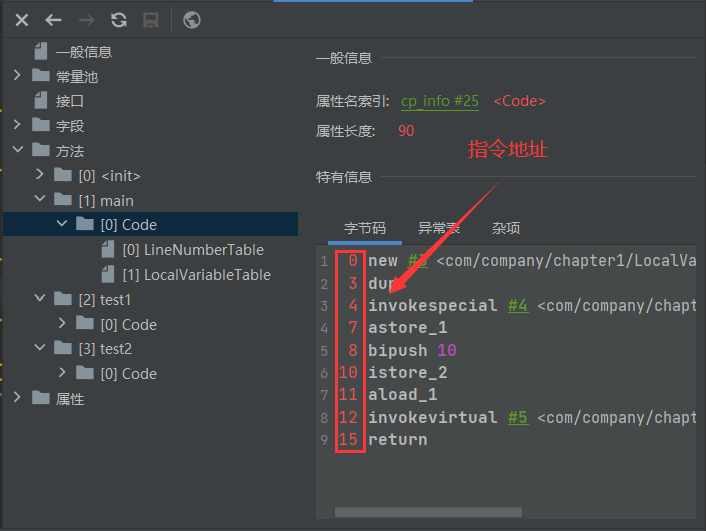 一般信息
常量池
接口
字段
方法
[0] <init>
[1] main
[0] Code
[0] LineNumberTable
[1] LocalVariableTable
[2] test1
[0] Code
[3] test2
[0] Code
属性
一般信息
属性名索引: cp_info #25 <Code>
属性长度: 90
指令地址
特有信息
字节码 异常表 杂项
1 0 new #3 <com/company/chapter1/LocalVa
2 3 dup
3 4 invokespecial #4 <com/company/chapt
4 7 astore_1
5 8 bipush 10
6 10 istore_2
7 11 aload_1
8 12 invokevirtual #5 <com/company/chapt
9 15 return